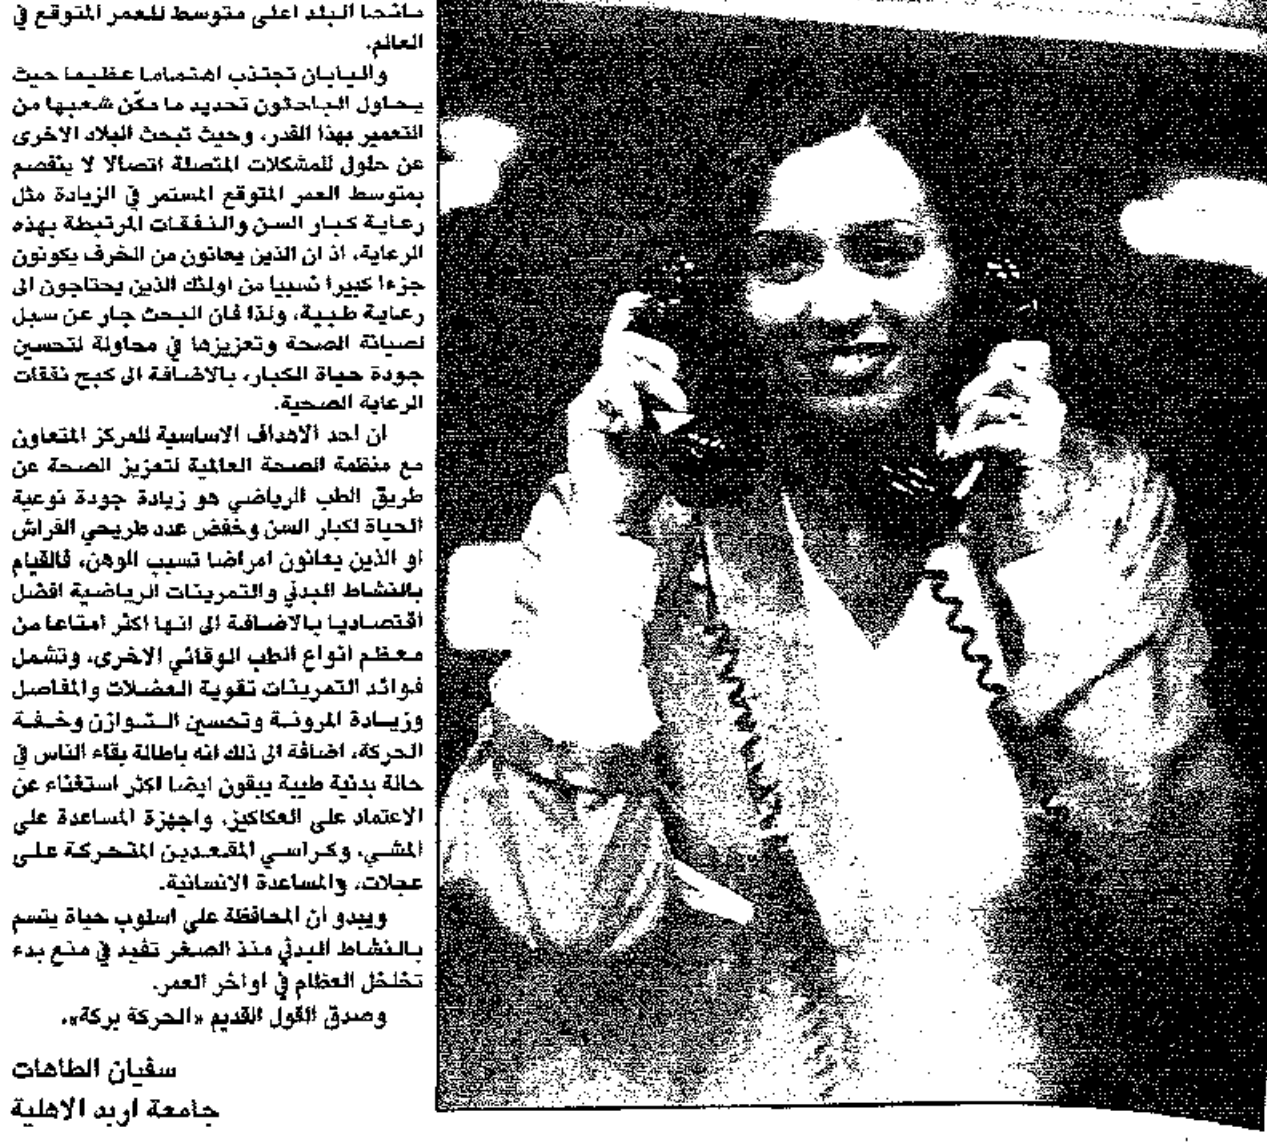 مانحا البلد اعلى متوسط للعمر المتوقع في
العالم.
واليابان تجتذب اهتماما عظيما حيث
يحاول الباحثون تحديد ما مكّن شعبها من
التعمير بهذا القدر، وحيث تبحث البلاد الاخرى
عن حلول للمشكلات المتصلة اتصالا لا ينفصم
بمتوسط العمر المتوقع المستمر في الزيادة مثل
رعاية كبار السن والنفقات المرتبطة بهذه
الرعاية، اذ ان الذين يعانون من الخرف يكونون
جزءا كبيرا نسبيا من اولئك الذين يحتاجون الى
رعاية طبية، ولذا فان البحث جار عن سبل
لصيانة الصحة وتعزيزها في محاولة لتحسين
جودة حياة الكبار، بالاضافة الى كبح نفقات
الرعاية الصحية.
ان احد الاهداف الاساسية للمركز المتعاون
مع منظمة الصحة العالمية لتعزيز الصحة عن
طريق الطب الرياضي هو زيادة جودة نوعية
الحياة لكبار السن وخفض عدد طريحي الفراش
او الذين يعانون امراضا تسبب الوهن، فالقيام
بالنشاط البدني والتمرينات الرياضية افضل
أقتصاديا بالاضافة الى انها اكثر امتاعا من
معظم انواع الطب الوقائي الاخرى، وتشمل
فوائد التمرينات تقوية العضلات والمفاصل
وزيادة المرونة وتحسين التوازن وخفة
الحركة، اضافة الى ذلك انه باطالة بقاء الناس في
حالة بدنية طيبة يبقون ايضا اكثر استغناء عن
الاعتماد على العكاكيز، واجهزة المساعدة على
المشي، وكراسي المقعدين المتحركة على
عجلات، والمساعدة الانسانية.
ويبدو ان المحافظة على اسلوب حياة يتسم
بالنشاط البدني منذ الصغر تفيد في منع بدء
تخلخل العظام في اواخر العمر.
وصدق القول القديم «الحركة بركة».
سفيان الطاهات
جامعة اربد الاهلية